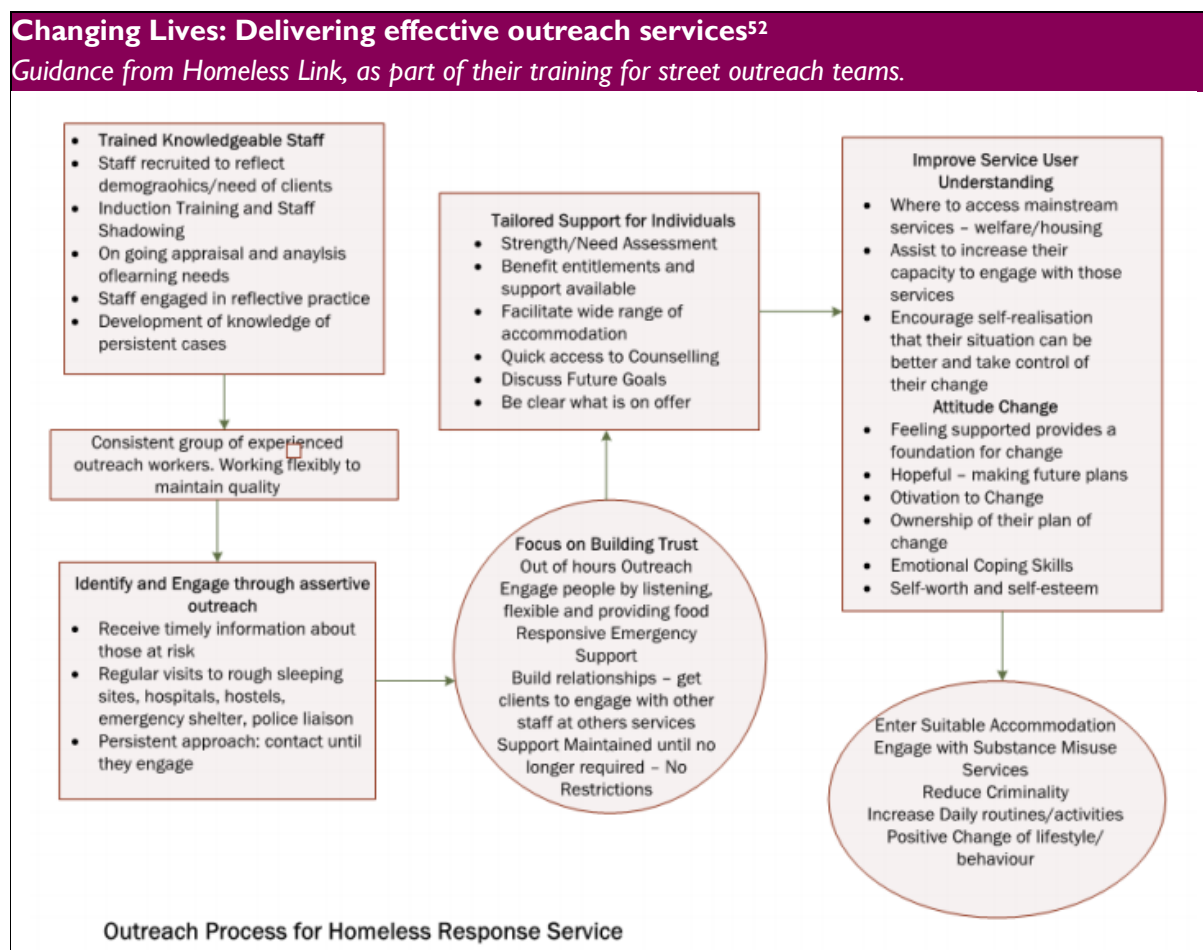 Changing Lives: Delivering effective outreach services52
Guidance from Homeless Link, as part of their training for street outreach teams.
• Trained Knowledgeable Staff
• Staff recruited to reflect
demograohics/need of clients
• Induction Training and Staff
Shadowing
• On going appraisal and anaylsis
oflearning needs
• Staff engaged in reflective practice
• Development of knowledge of
persistent cases
Consistent group of experienced
outreach workers. Working flexibly to
maintain quality
Identify and Engage through assertive
outreach
• Receive timely information about
those at risk
• Regular visits to rough sleeping
sites, hospitals, hostels,
emergency shelter, police liaison
• Persistent approach: contact until
they engage
Focus on Building Trust
Out of hours Outreach
Engage people by listening,
flexible and providing food
Responsive Emergency
Support
Build relationships – get
clients to engage with other
staff at others services
Support Maintained until no
longer required – No
Restrictions
Tailored Support for Individuals
• Strength/Need Assessment
• Benefit entitlements and
support available
• Facilitate wide range of
accommodation
• Quick access to Counselling
• Discuss Future Goals
• Be clear what is on offer
Improve Service User
Understanding
• Where to access mainstream
services – welfare/housing
• Assist to increase their
capacity to engage with those
services
• Encourage self-realisation
that their situation can be
better and take control of
their change
Attitude Change
• Feeling supported provides a
foundation for change
• Hopeful – making future plans
• Otivation to Change
• Ownership of their plan of
change
• Emotional Coping Skills
• Self-worth and self-esteem
Enter Suitable Accommodation
Engage with Substance Misuse
Services
Reduce Criminality
Increase Daily routines/activities
Positive Change of lifestyle/
behaviour
Outreach Process for Homeless Response Service